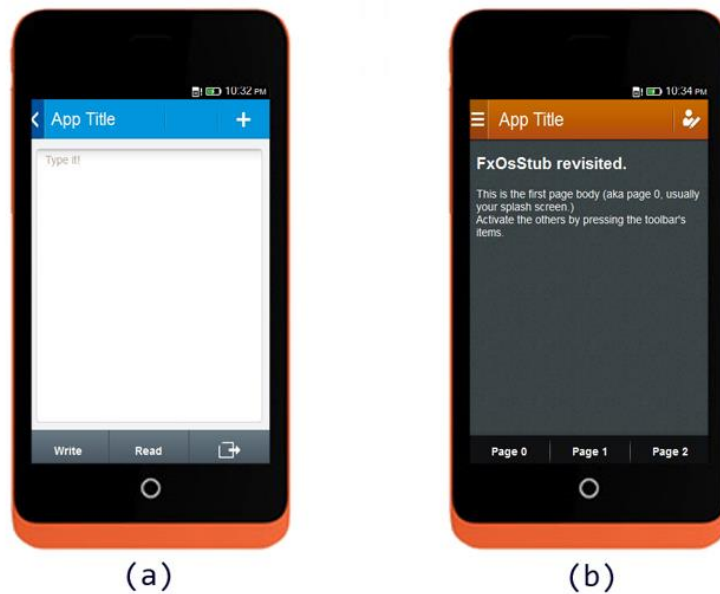 10:32 PM
App Title
Type it!
Write Read
(a)
10:34 PM
App Title
FxOsStub revisited.
This is the first page body (aka page 0, usually
your splash screen.)
Activate the others by pressing the toolbar's
items.
Page 0 Page 1 Page 2
(b)